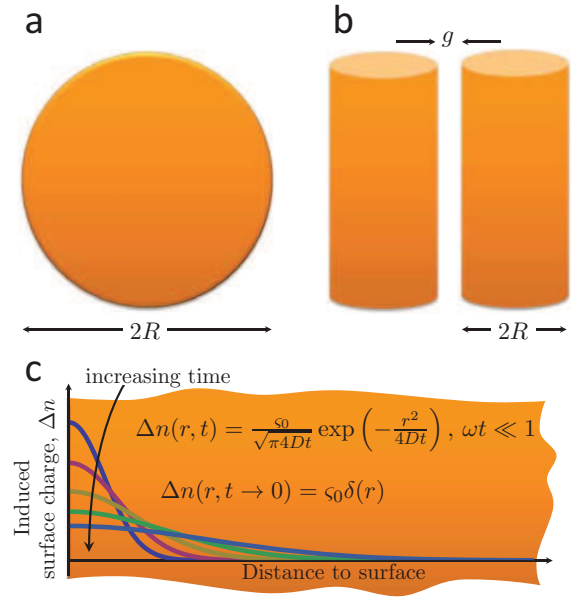 a
b
g
2R
2R
c
increasing time
Induced
surface charge, Δn
Δn(r, t) = ς₀/√(π4Dt) exp(−r²/4Dt), ωt ≪ 1
Δn(r, t → 0) = ς₀δ(r)
Distance to surface